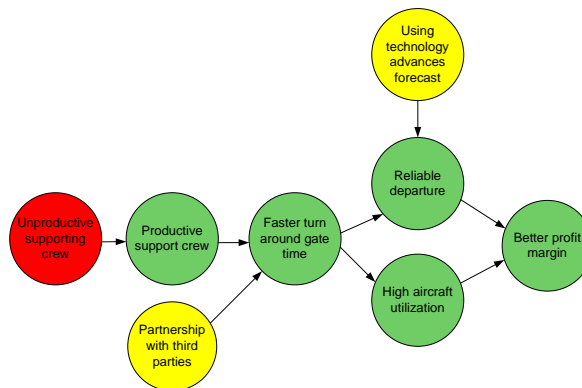 Using
technology
advances
forecast
Reliable
departure
Unproductive
supporting
crew
Productive
support crew
Faster turn
around gate
time
Better profit
margin
High aircraft
utilization
Partnership
with third
parties